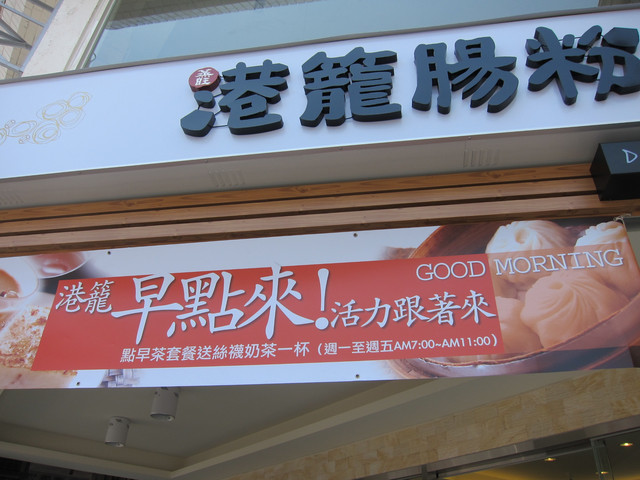 蒸旺
港籠腸粉
D
港籠 早點來!活力跟著來
GOOD MORNING
點早茶套餐送絲襪奶茶一杯（週一至週五AM7:00~AM11:00）